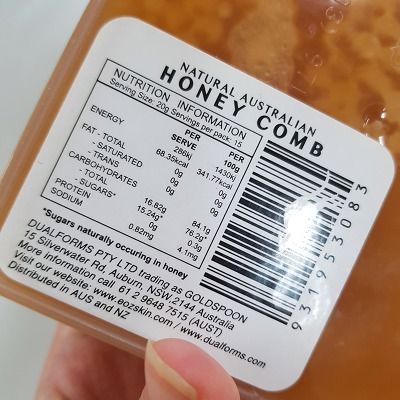 NATURAL AUSTRALIAN
HONEY COMB
NUTRITION INFORMATION
Serving Size: 20g Servings per pack: 15
PER SERVE PER 100g
ENERGY 286kj 1430kj
68.35kcal 341.77kcal
FAT - TOTAL 0g 0g
- SATURATED 0g 0g
- TRANS 0g 0g
CARBOHYDRATES
- TOTAL 16.82g 84.1g
- SUGARS* 15.24g* 76.2g*
PROTEIN 0g 0.3g
SODIUM 0.82mg 4.1mg
*Sugars naturally occuring in honey
DUALFORMS PTY LTD trading as GOLDSPOON
15 Silverwater Rd, Auburn, NSW,2144 Australia
More information call 61 2 9648 7515 (AUST)
Visit our website: www.eozskin.com / www.dualforms.com
Distributed in AUS and NZ
9 31953083